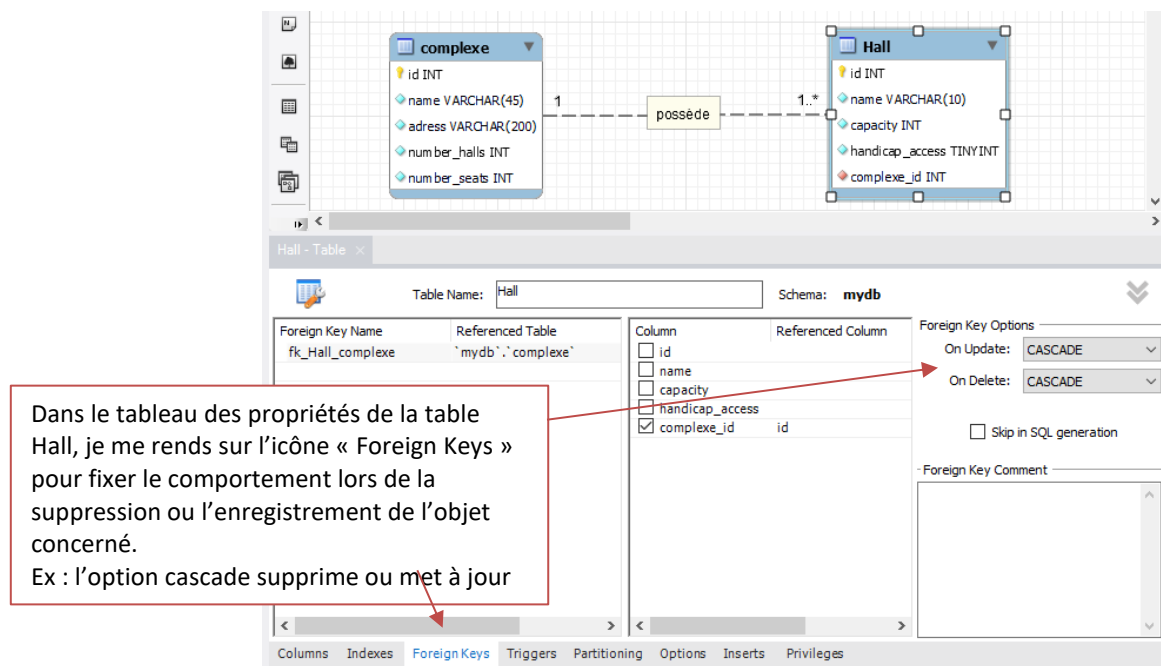 complexe
id INT
name VARCHAR(45)
adress VARCHAR(200)
number_halls INT
number_seats INT
1
possède
1..*
Hall
id INT
name VARCHAR(10)
capacity INT
handicap_access TINYINT
complexe_id INT
Hall - Table
Table Name: Hall
Schema: mydb
Foreign Key Name Referenced Table
fk_Hall_complexe `mydb`.`complexe`
Column Referenced Column
id
name
capacity
handicap_access
complexe_id id
Foreign Key Options
On Update: CASCADE
On Delete: CASCADE
Skip in SQL generation
Foreign Key Comment
Dans le tableau des propriétés de la table
Hall, je me rends sur l’icône « Foreign Keys »
pour fixer le comportement lors de la
suppression ou l’enregistrement de l’objet
concerné.
Ex : l’option cascade supprime ou met à jour
Columns Indexes Foreign Keys Triggers Partitioning Options Inserts Privileges